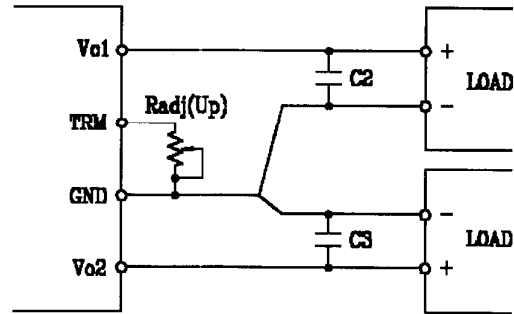 Vo1
+
C2
LOAD
Radj(Up)
-
TRM
GND
-
C3
LOAD
Vo2
+